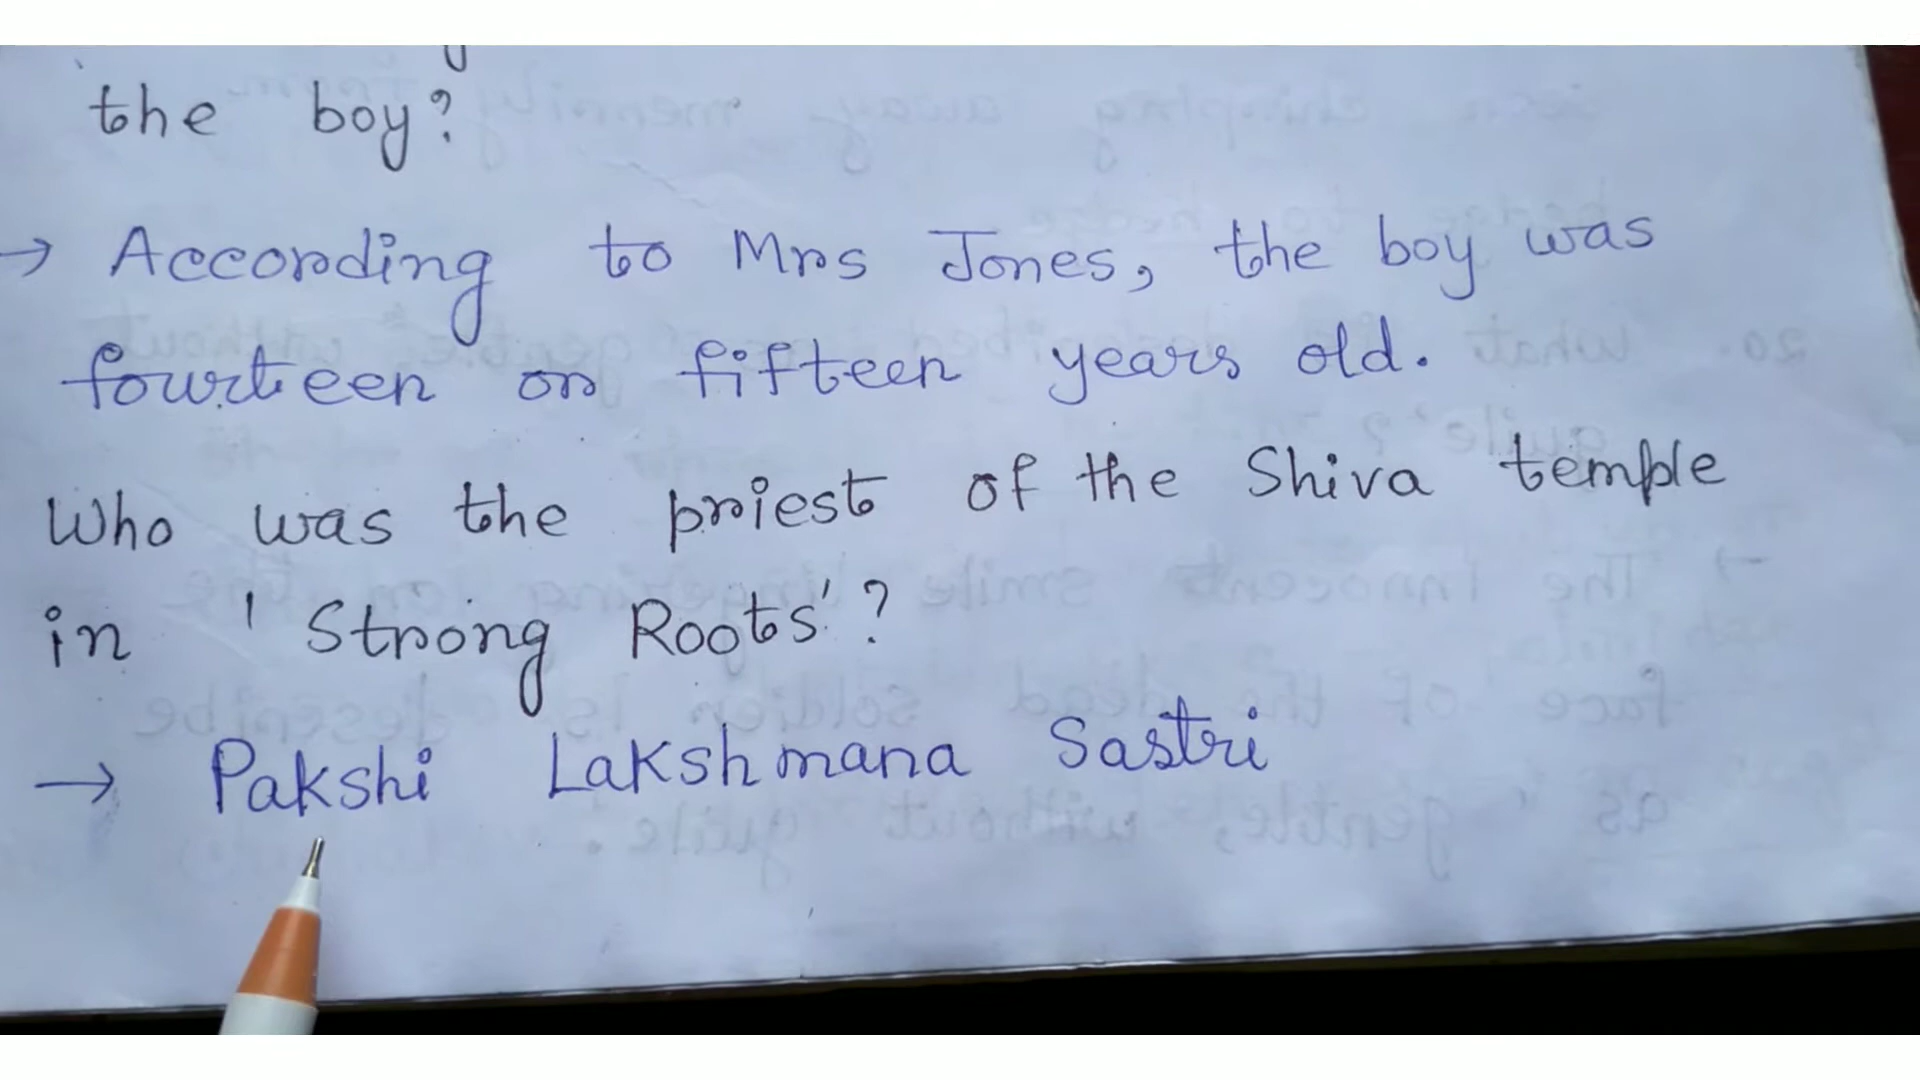 the boy?
→ According to Mrs Jones, the boy was
fourteen or fifteen years old.
Who was the priest of the Shiva temple
in 'Strong Roots'?
→ Pakshi Lakshmana Sastri